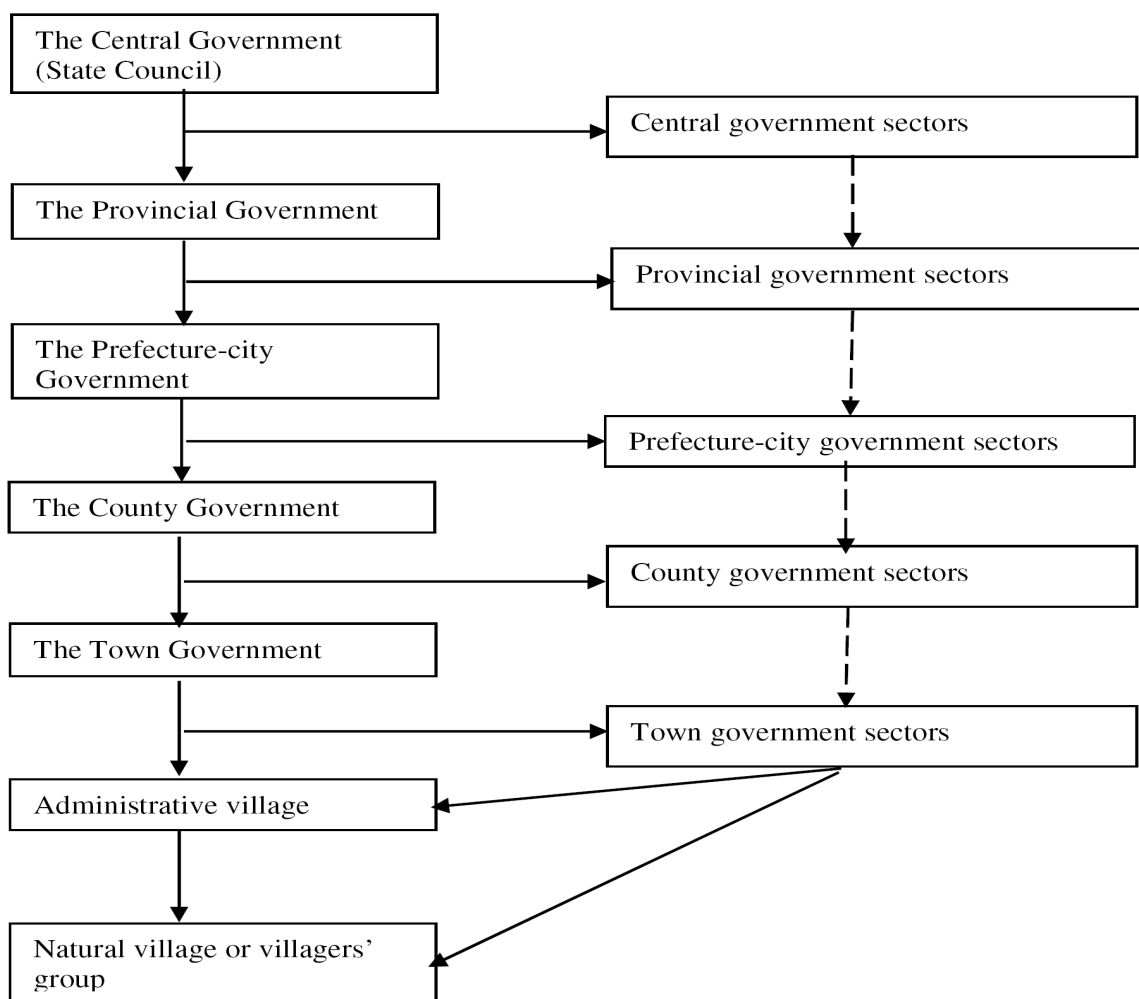 The Central Government
(State Council)
Central government sectors
The Provincial Government
Provincial government sectors
The Prefecture-city
Government
Prefecture-city government sectors
The County Government
County government sectors
The Town Government
Town government sectors
Administrative village
Natural village or villagers’
group